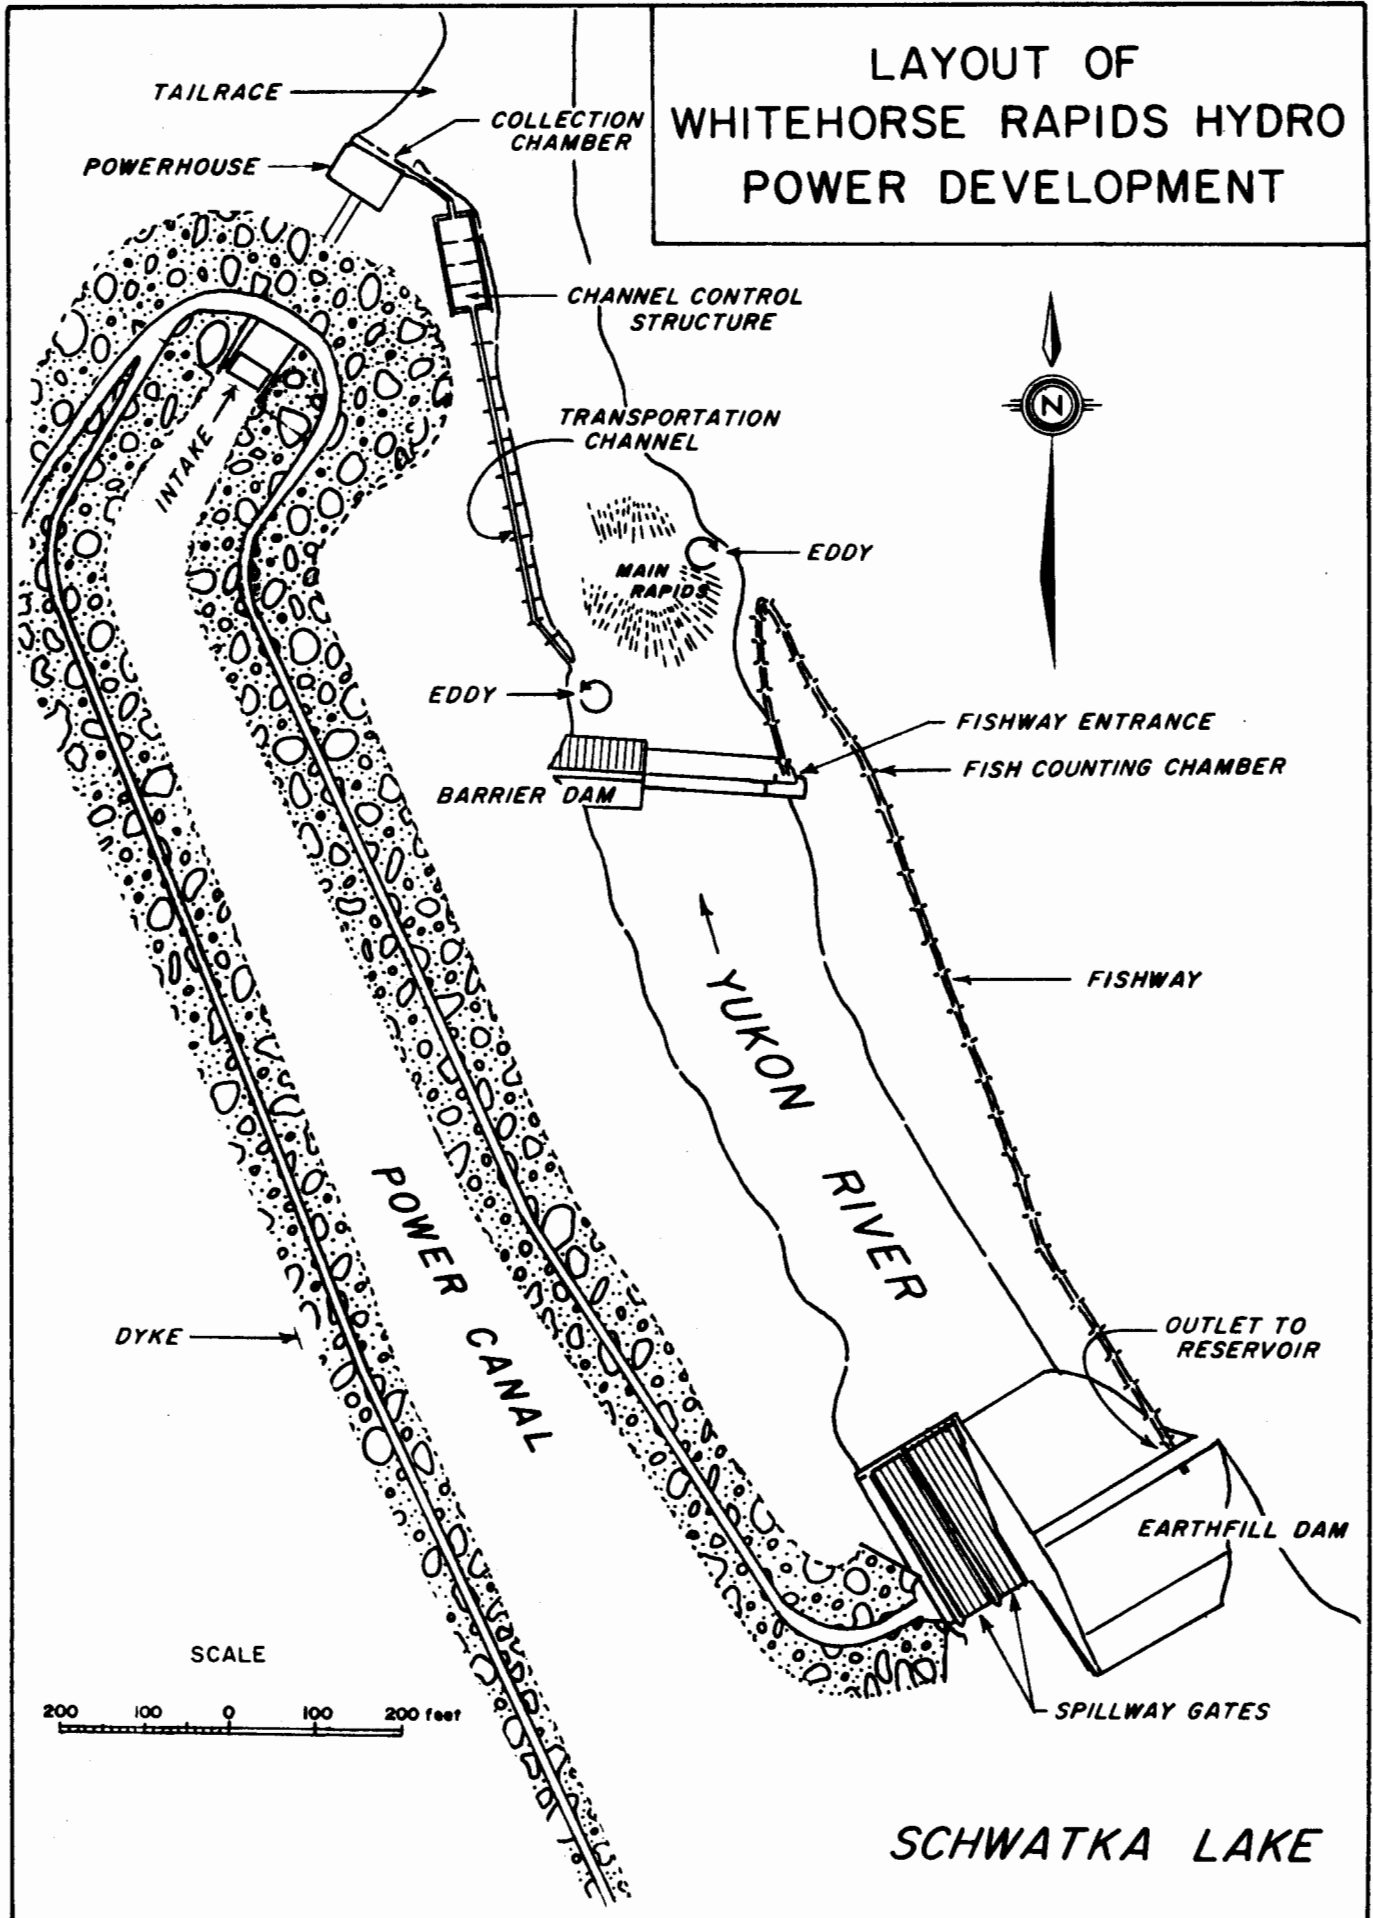 LAYOUT OF
WHITEHORSE RAPIDS HYDRO
POWER DEVELOPMENT
TAILRACE
COLLECTION
CHAMBER
POWERHOUSE
CHANNEL CONTROL
STRUCTURE
N
TRANSPORTATION
CHANNEL
INTAKE
EDDY
MAIN
RAPIDS
EDDY
FISHWAY ENTRANCE
FISH COUNTING CHAMBER
BARRIER DAM
FISHWAY
YUKON RIVER
POWER CANAL
DYKE
OUTLET TO
RESERVOIR
EARTHFILL DAM
SCALE
200 100 0 100 200 feet
SPILLWAY GATES
SCHWATKA LAKE